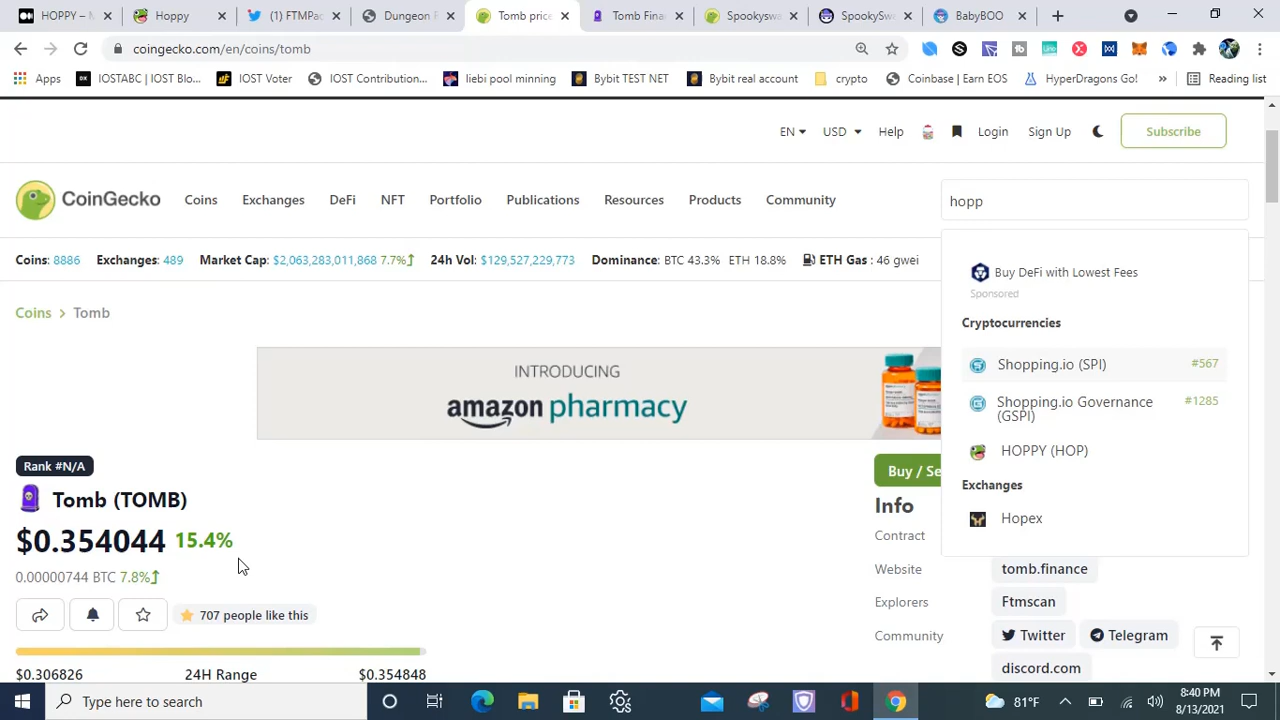 HOPPY –
Hoppy
(1) FTMPa
Dungeon
Tomb price
Tomb Fina
Spookysw
SpookySw
BabyBOO
coingecko.com/en/coins/tomb
Apps
IOSTABC | IOST Blo...
IOST Voter
IOST Contribution...
liebi pool minning
Bybit TEST NET
Bybit real account
crypto
Coinbase | Earn EOS
HyperDragons Go!
»
Reading list
EN
USD
Help
Login
Sign Up
Subscribe
CoinGecko
Coins
Exchanges
DeFi
NFT
Portfolio
Publications
Resources
Products
Community
hopp
Coins: 8886
Exchanges: 489
Market Cap: $2,063,283,011,868 7.7%
24h Vol: $129,527,229,773
Dominance: BTC 43.3% ETH 18.8%
ETH Gas: 46 gwei
Buy DeFi with Lowest Fees
Sponsored
Cryptocurrencies
Shopping.io (SPI) #567
Shopping.io Governance #1285
(GSPI)
HOPPY (HOP)
Exchanges
Hopex
Coins > Tomb
INTRODUCING
amazon pharmacy
Rank #N/A
Tomb (TOMB)
$0.354044 15.4%
0.00000744 BTC 7.8%
707 people like this
$0.306826 24H Range $0.354848
Buy / Se
Info
Contract
Website tomb.finance
Explorers Ftmscan
Community Twitter Telegram
discord.com
Type here to search
81°F
8:40 PM
8/13/2021